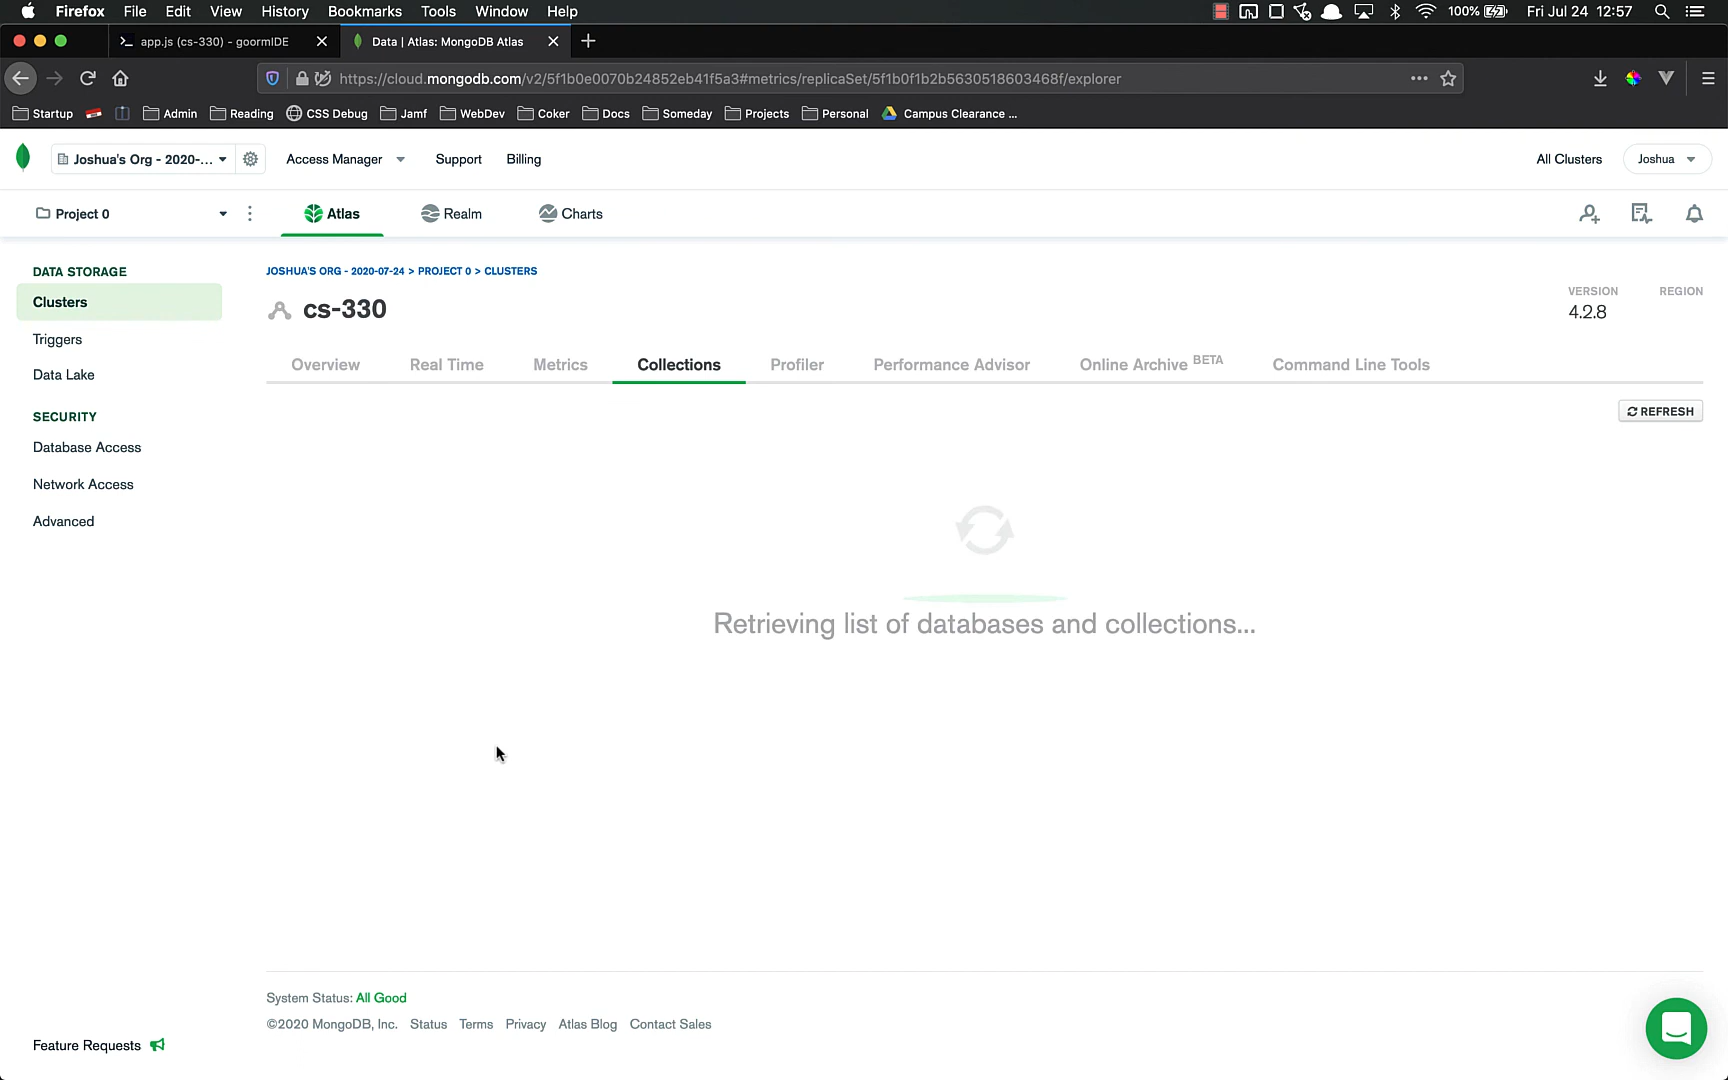 Firefox File Edit View History Bookmarks Tools Window Help 100% Fri Jul 24 12:57
app.js (cs-330) - goormIDE Data | Atlas: MongoDB Atlas
https://cloud.mongodb.com/v2/5f1b0e0070b24852eb41f5a3#metrics/replicaSet/5f1b0f1b2b5630518603468f/explorer
Startup Admin Reading CSS Debug Jamf WebDev Coker Docs Someday Projects Personal Campus Clearance ...
Joshua's Org - 2020-... Access Manager Support Billing All Clusters Joshua
Project 0 Atlas Realm Charts
DATA STORAGE
Clusters
Triggers
Data Lake
SECURITY
Database Access
Network Access
Advanced
JOSHUA'S ORG - 2020-07-24 > PROJECT 0 > CLUSTERS
cs-330
VERSION REGION
4.2.8
Overview Real Time Metrics Collections Profiler Performance Advisor Online Archive BETA Command Line Tools
REFRESH
Retrieving list of databases and collections...
System Status: All Good
©2020 MongoDB, Inc. Status Terms Privacy Atlas Blog Contact Sales
Feature Requests